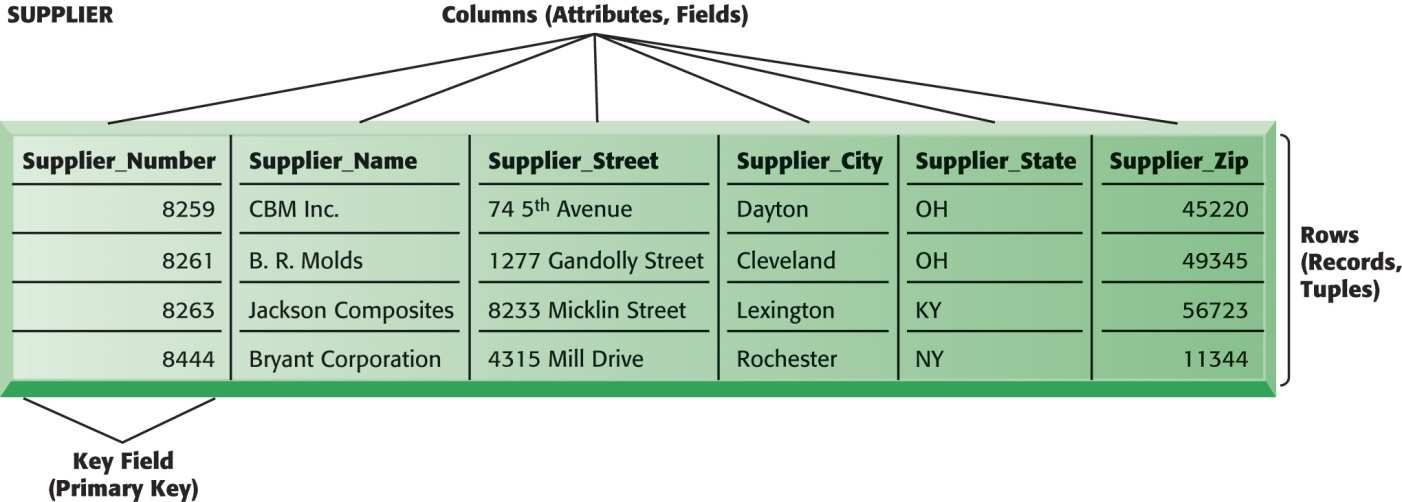 SUPPLIER
Columns (Attributes, Fields)
Supplier_Number Supplier_Name Supplier_Street Supplier_City Supplier_State Supplier_Zip
8259 CBM Inc. 74 5th Avenue Dayton OH 45220
8261 B. R. Molds 1277 Gandolly Street Cleveland OH 49345
8263 Jackson Composites 8233 Micklin Street Lexington KY 56723
8444 Bryant Corporation 4315 Mill Drive Rochester NY 11344
Rows
(Records,
Tuples)
Key Field
(Primary Key)